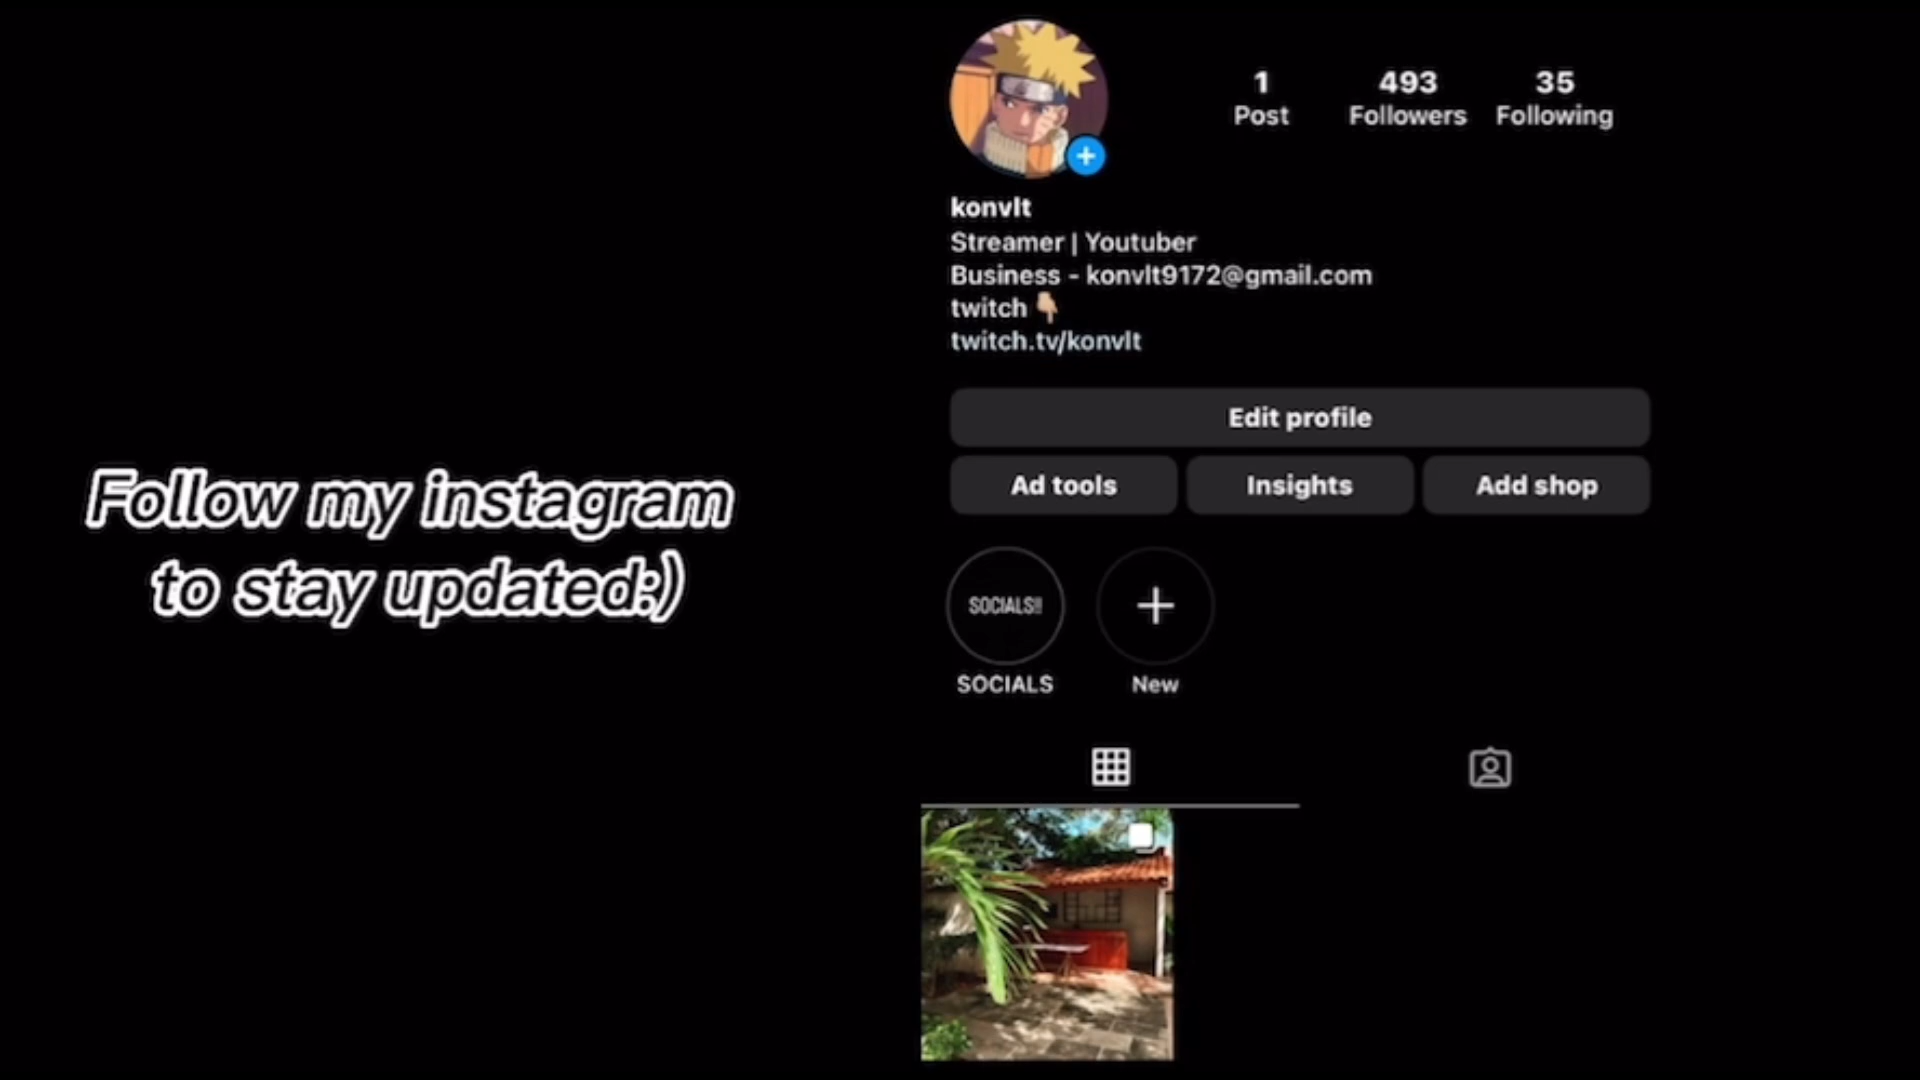 Follow my instagram
to stay updated:)
1
Post
493
Followers
35
Following
konvlt
Streamer | Youtuber
Business - konvlt9172@gmail.com
twitch 👇🏼
twitch.tv/konvlt
Edit profile
Ad tools
Insights
Add shop
SOCIALS!!
SOCIALS
New